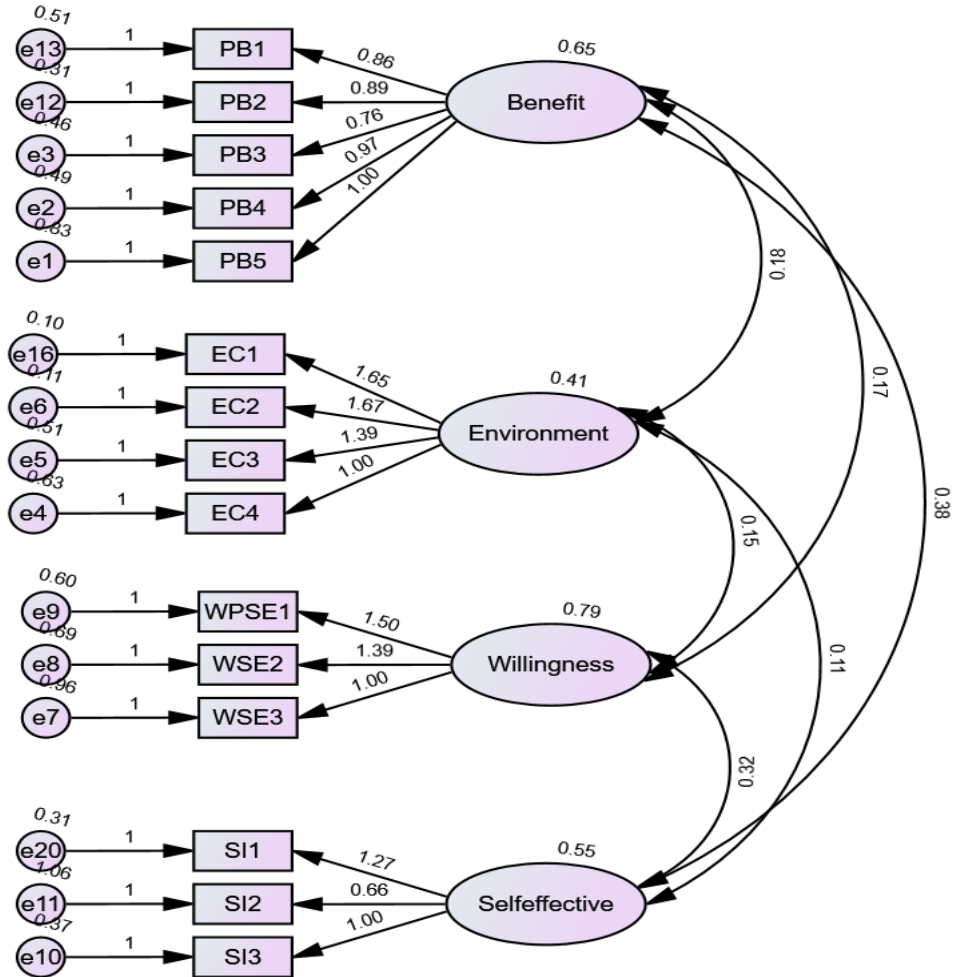 0.51
e13 1 PB1 0.86 0.65
0.31
e12 1 PB2 0.89 Benefit
0.46
e3 1 PB3 0.76
0.49
e2 1 PB4 0.97
0.83
e1 1 PB5 1.00
0.18
0.10
e16 1 EC1 1.65 0.41
0.11
e6 1 EC2 1.67 Environment
0.51
e5 1 EC3 1.39
0.63
e4 1 EC4 1.00
0.17
0.38
0.15
0.60
e9 1 WPSE1 1.50 0.79
0.69
e8 1 WSE2 1.39 Willingness
0.96
e7 1 WSE3 1.00
0.11
0.32
0.31
e20 1 SI1 1.27 0.55
1.06
e11 1 SI2 0.66 Selfeffective
0.37
e10 1 SI3 1.00